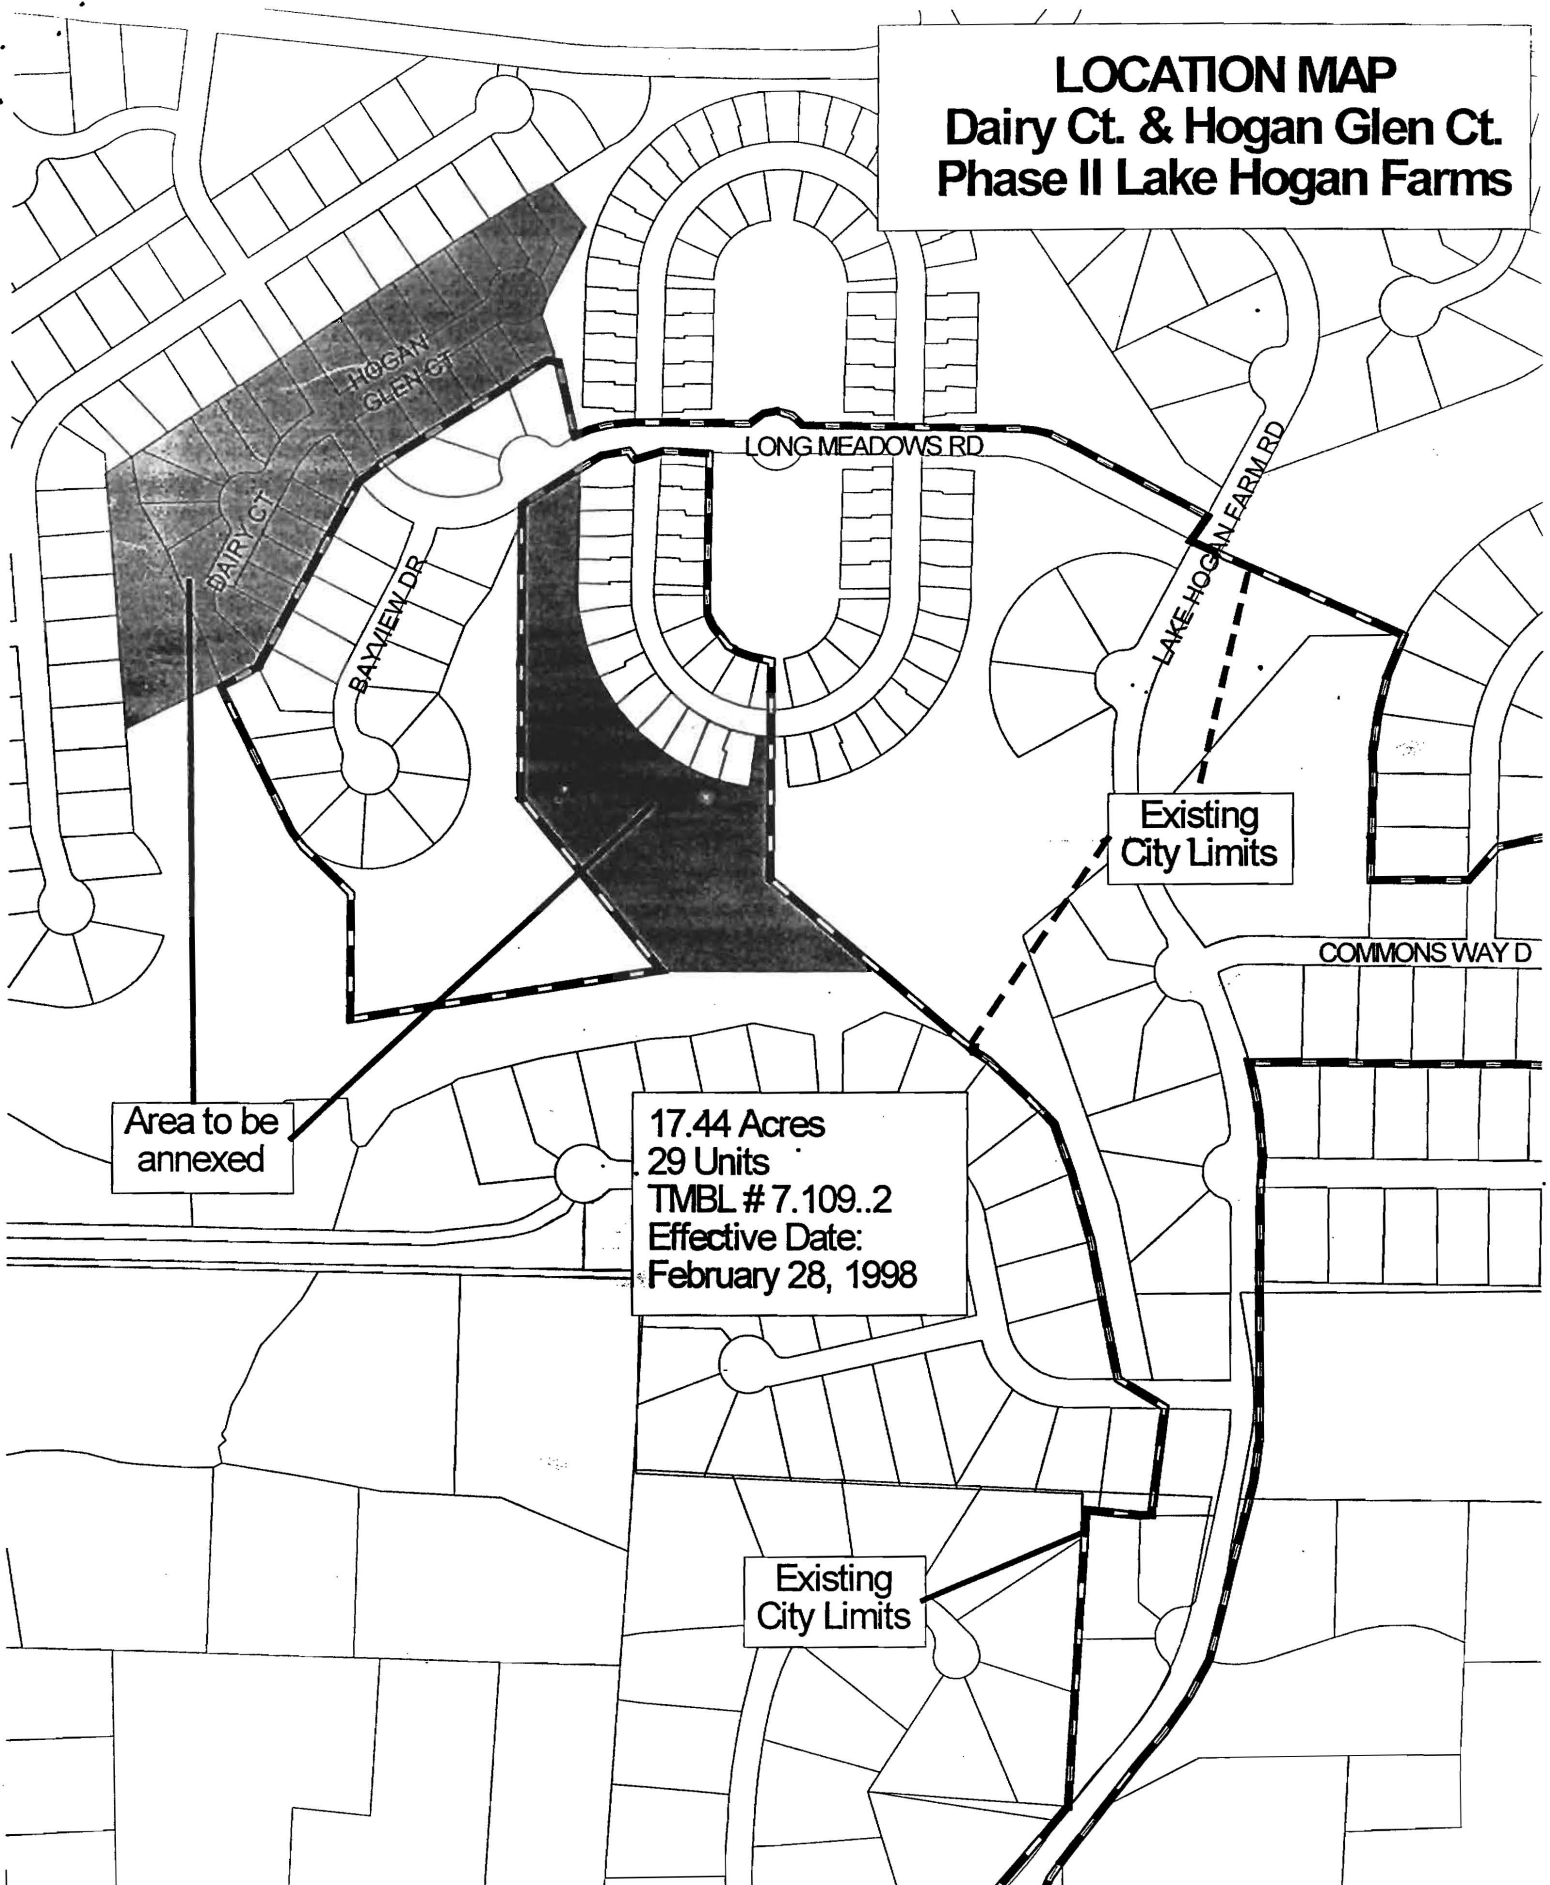 LOCATION MAP
Dairy Ct. & Hogan Glen Ct.
Phase II Lake Hogan Farms
HOGAN
GLEN CT
LONG MEADOWS RD
LAKE HOGAN FARM RD
DAIRY CT
BAYVIEW DR
Existing
City Limits
COMMONS WAY D
Area to be
annexed
17.44 Acres
29 Units
TMBL # 7.109..2
Effective Date:
February 28, 1998
Existing
City Limits